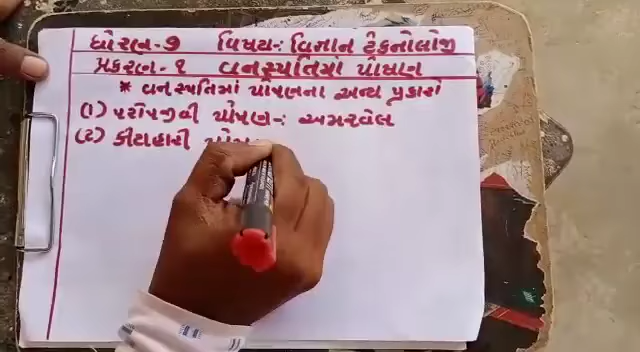 ધોરણ-૭ વિષય-: વિજ્ઞાન ટેકનોલોજી
પ્રકરણ-૧ વનસ્પતિમાં પોષણ
* વનસ્પતિમાં પોષણના અન્ય પ્રકારો
(૧) પરોપજીવી પોષણ-: અમરવેલ
(૨) કીટાહારી